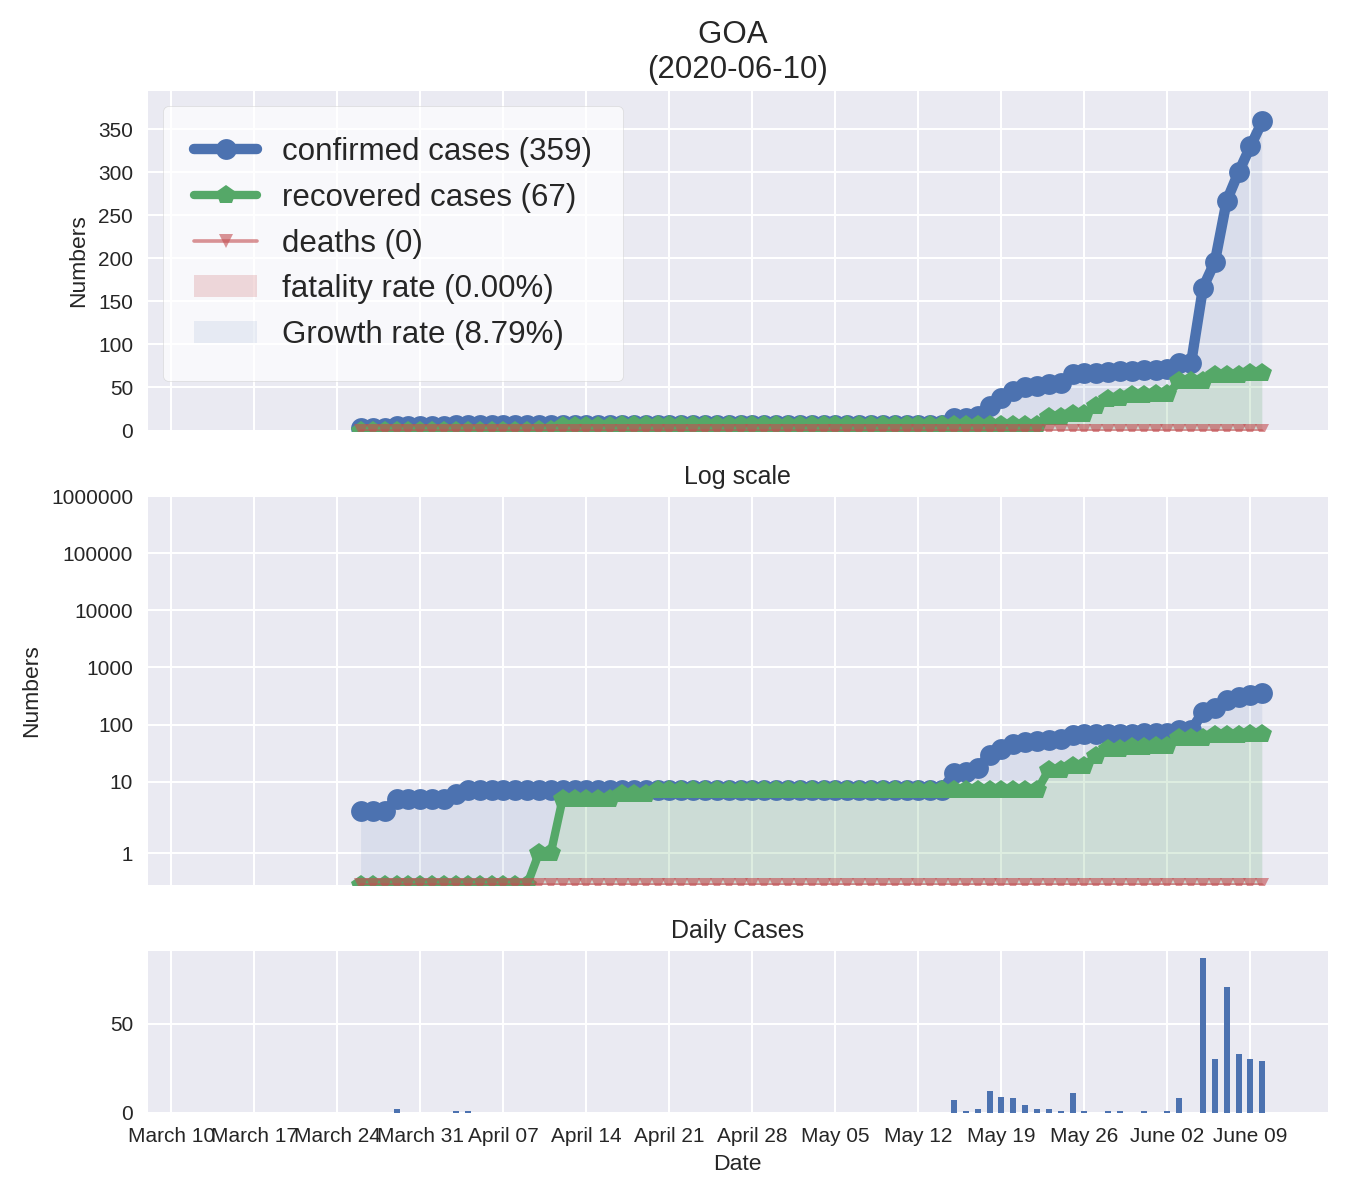 GOA
(2020-06-10)
confirmed cases (359)
recovered cases (67)
deaths (0)
fatality rate (0.00%)
Growth rate (8.79%)
Numbers
350
300
250
200
150
100
50
0
Log scale
Numbers
1000000
100000
10000
1000
100
10
1
Daily Cases
50
0
March 10 March 17 March 24 March 31 April 07 April 14 April 21 April 28 May 05 May 12 May 19 May 26 June 02 June 09
Date